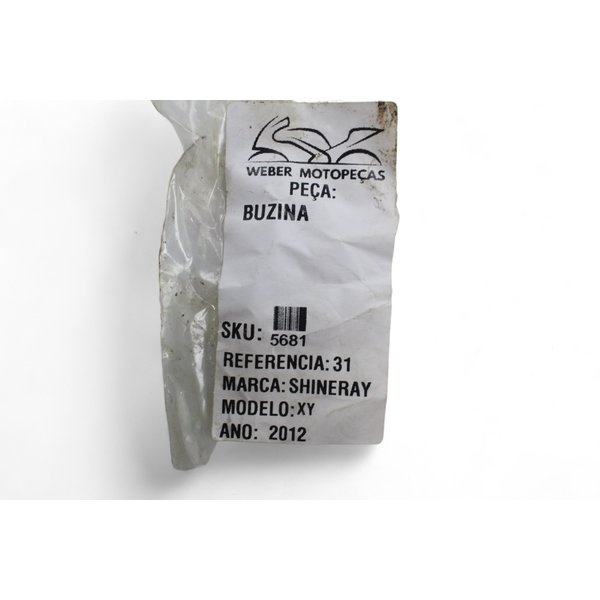 WEBER MOTOPEÇAS
PEÇA:
BUZINA
SKU: 5681
REFERENCIA: 31
MARCA: SHINERAY
MODELO: XY
ANO: 2012